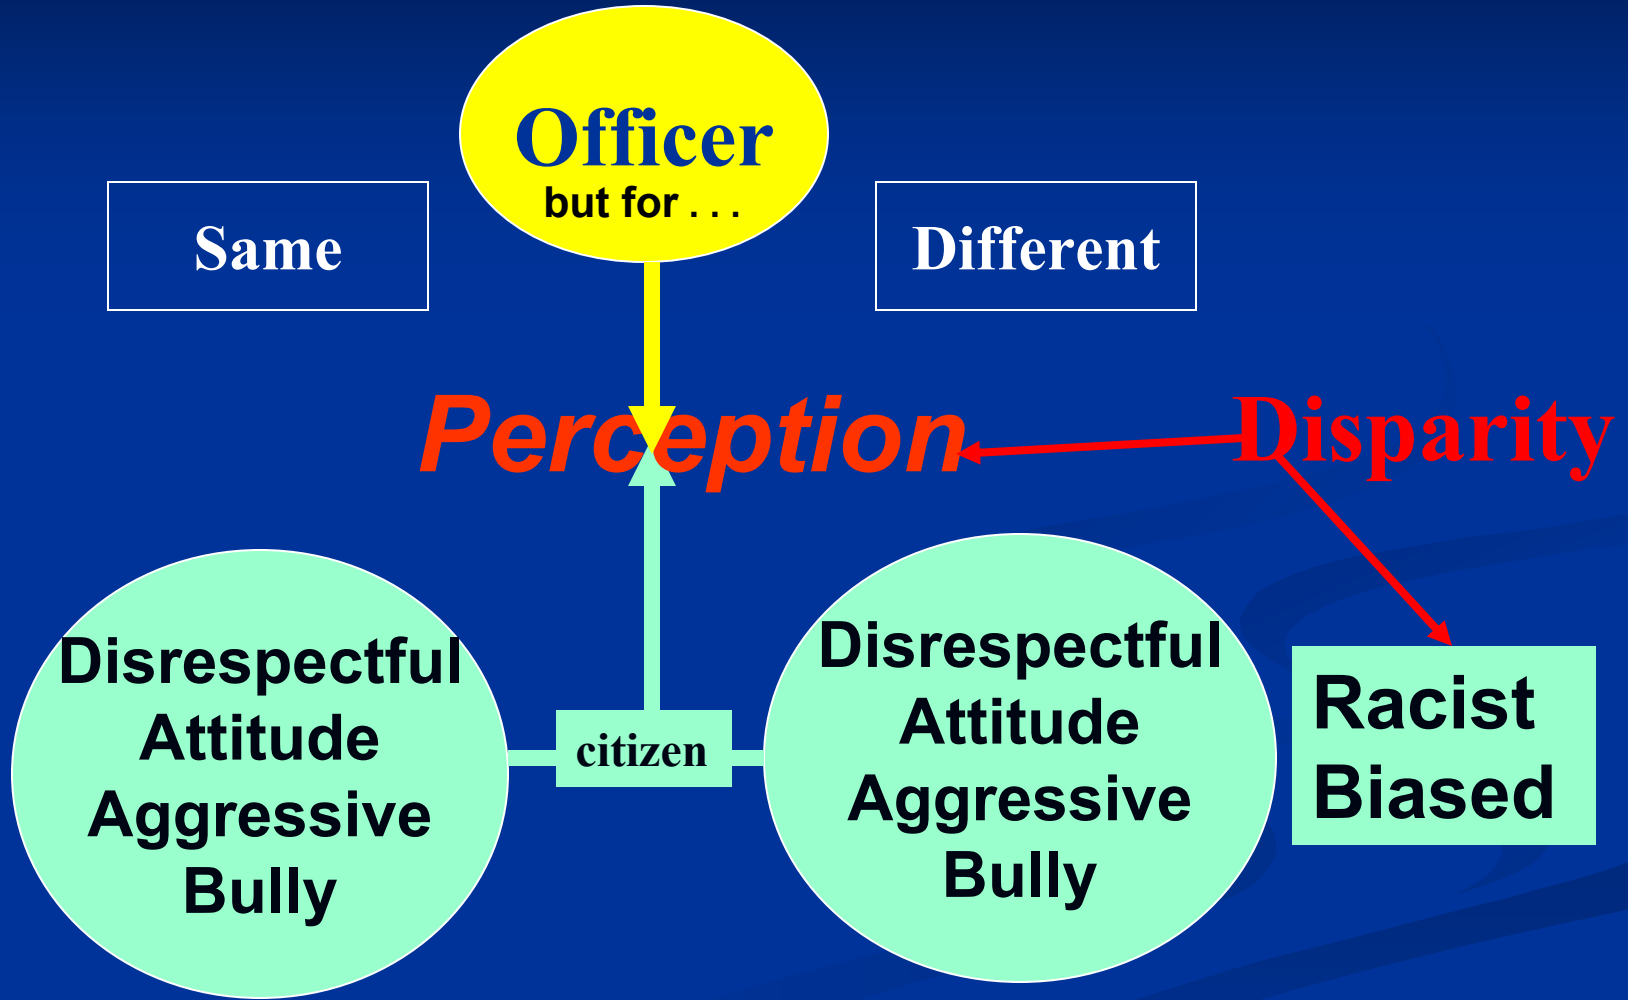 Officer
but for . . .
Same
Different
Perception
Disparity
Disrespectful
Attitude
Aggressive
Bully
citizen
Disrespectful
Attitude
Aggressive
Bully
Racist
Biased